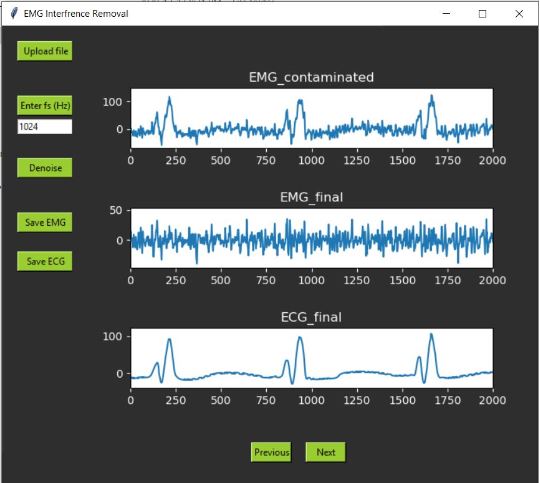 EMG Interfrence Removal
Upload file
Enter fs (Hz)
1024
Denoise
Save EMG
Save ECG
EMG_contaminated
100
0
0 250 500 750 1000 1250 1500 1750 2000
EMG_final
50
0
0 250 500 750 1000 1250 1500 1750 2000
ECG_final
100
0
0 250 500 750 1000 1250 1500 1750 2000
Previous Next